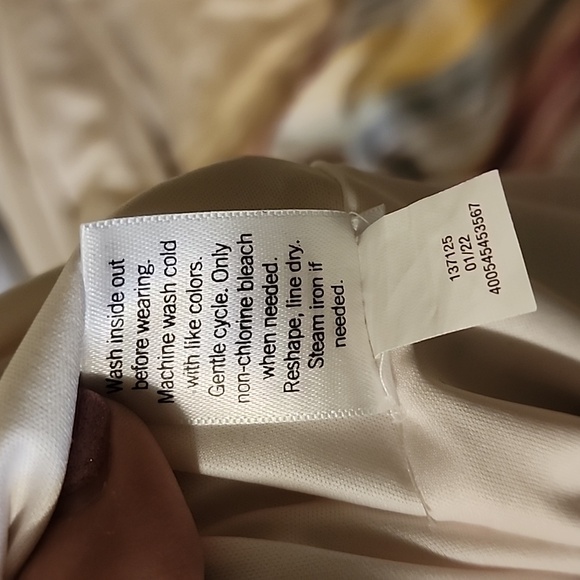 Wash inside out
before wearing.
Machine wash cold
with like colors.
Gentle cycle. Only
non-chlorine bleach
when needed.
Reshape, line dry.
Steam iron if
needed.
137125
01/22
400545453567